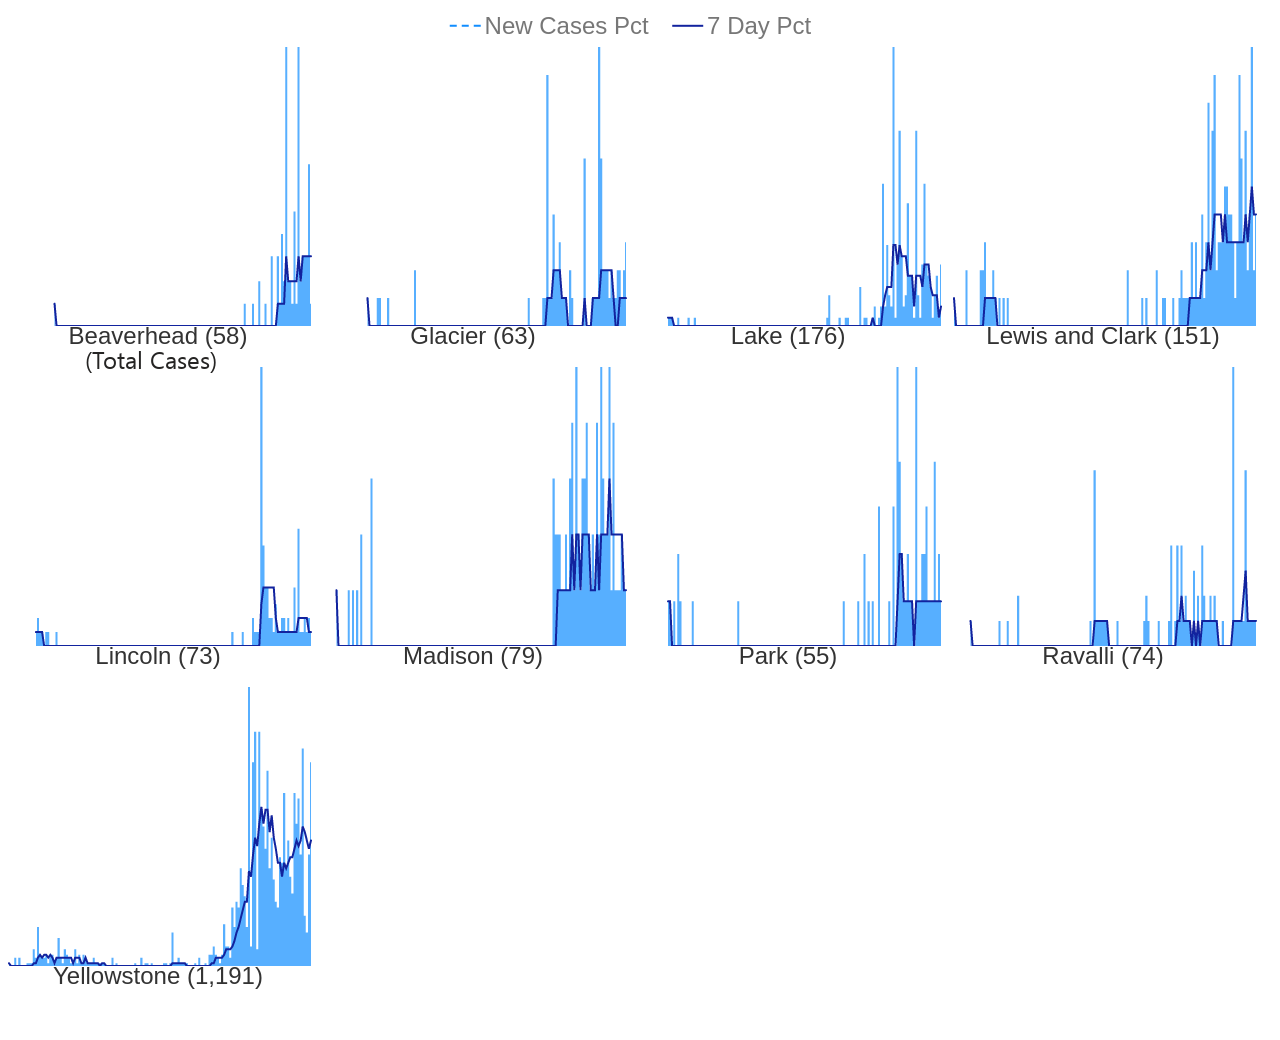 New Cases Pct 7 Day Pct
Beaverhead (58) Glacier (63) Lake (176) Lewis and Clark (151)
(Total Cases)
Lincoln (73) Madison (79) Park (55) Ravalli (74)
Yellowstone (1,191)